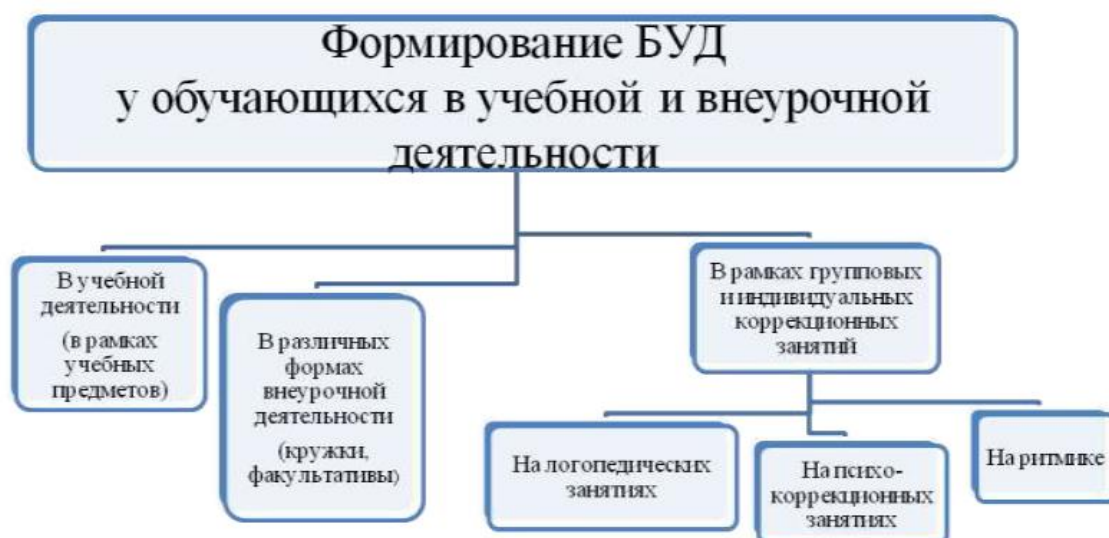 Формирование БУД
у обучающихся в учебной и внеурочной
деятельности
В учебной
деятельности
(в рамках
учебных
предметов)
В различных
формах
внеурочной
деятельности
(кружки,
факультативы)
В рамках групповых
и индивидуальных
коррекционных
занятий
На логопедических
занятиях
На психо-
коррекционных
занятиях
На ритмике